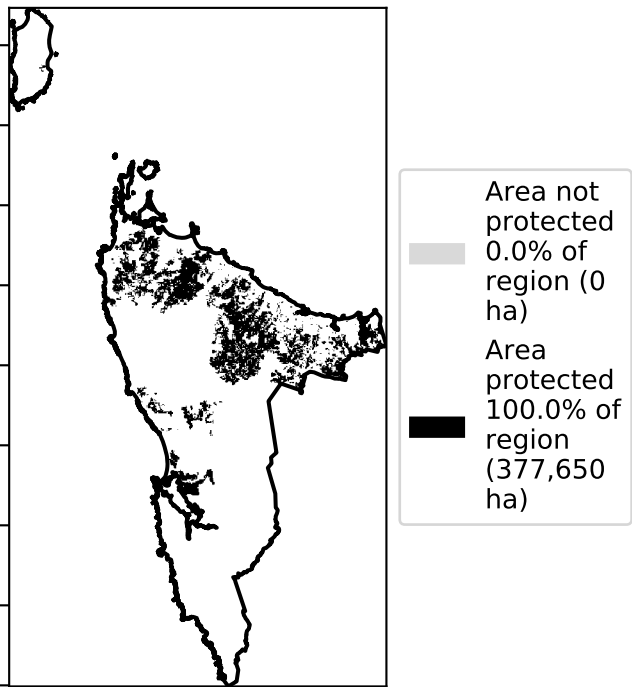 Area not
protected
0.0% of
region (0
ha)
Area
protected
100.0% of
region
(377,650
ha)